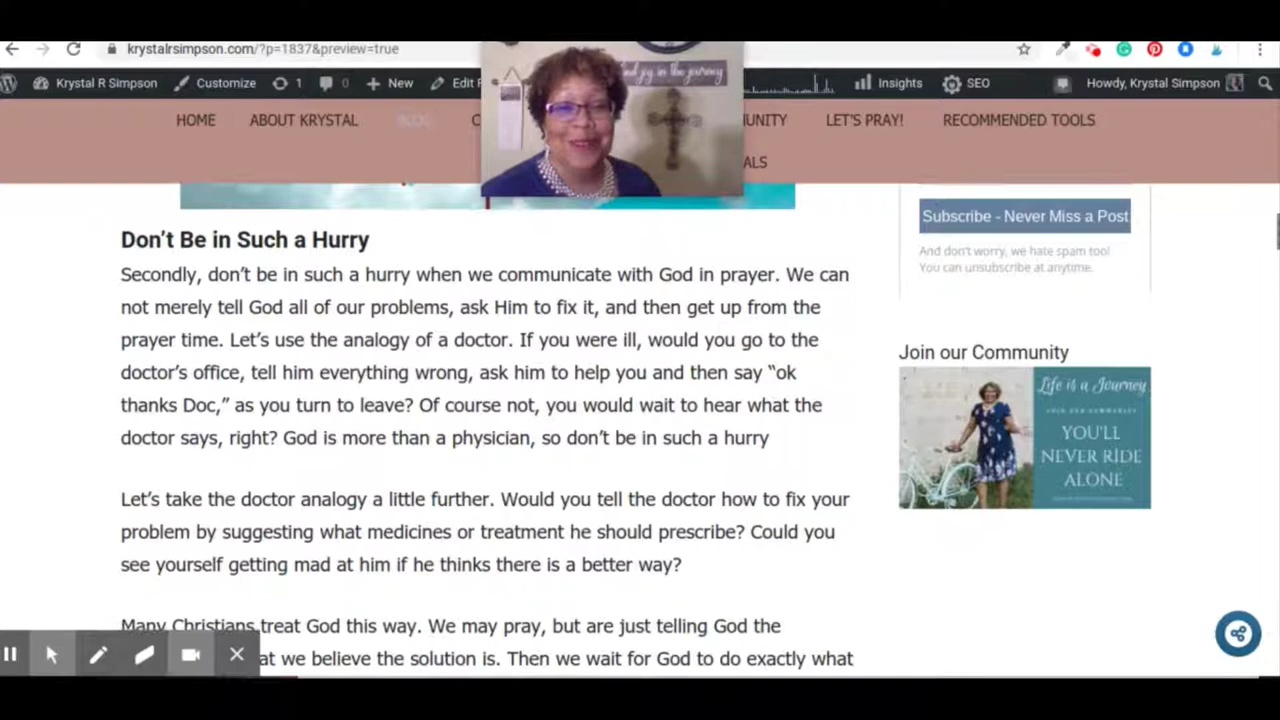 krystalrsimpson.com/?p=1837&preview=true
Krystal R Simpson
Customize
1
0
New
Edit
Insights
SEO
Howdy, Krystal Simpson
joy in the journey
HOME
ABOUT KRYSTAL
BLOG
LET'S PRAY!
RECOMMENDED TOOLS
Don’t Be in Such a Hurry
Secondly, don’t be in such a hurry when we communicate with God in prayer. We can
not merely tell God all of our problems, ask Him to fix it, and then get up from the
prayer time. Let’s use the analogy of a doctor. If you were ill, would you go to the
doctor’s office, tell him everything wrong, ask him to help you and then say “ok
thanks Doc,” as you turn to leave? Of course not, you would wait to hear what the
doctor says, right? God is more than a physician, so don’t be in such a hurry
Let’s take the doctor analogy a little further. Would you tell the doctor how to fix your
problem by suggesting what medicines or treatment he should prescribe? Could you
see yourself getting mad at him if he thinks there is a better way?
Many Christians treat God this way. We may pray, but are just telling God the
we believe the solution is. Then we wait for God to do exactly what
Subscribe - Never Miss a Post
And don't worry, we hate spam too!
You can unsubscribe at anytime.
Join our Community
Life is a Journey
JOIN OUR COMMUNITY
YOU'LL
NEVER RIDE
ALONE